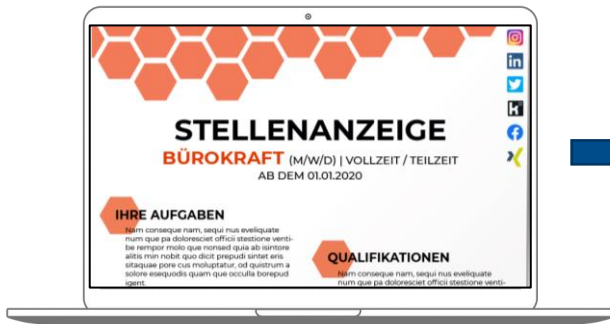 STELLENANZEIGE
BÜROKRAFT (M/W/D) | VOLLZEIT / TEILZEIT
AB DEM 01.01.2020
IHRE AUFGABEN
Nam conseque nam, sequi nus eveliquate
num que pa doloresciet officii stestione venti-
be rempor molo que nonsed quia ab isintore
alitis min nobit quo dicit prepudi sintet eris
sitaquae pore cus moluptatur, od quistrum a
solore esequodis quam que occulla borepud
igent.
QUALIFIKATIONEN
Nam conseque nam, sequi nus eveliquate
num que pa doloresciet officii stestione venti-